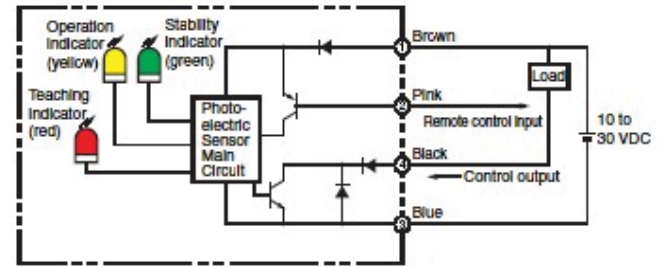 Operation
Indicator
(yellow)
Stability
Indicator
(green)
Teaching
Indicator
(red)
Photo-
electric
Sensor
Main
Circuit
1
Brown
Load
2
Pink
Remote control input
10 to
30 VDC
4
Black
Control output
3
Blue